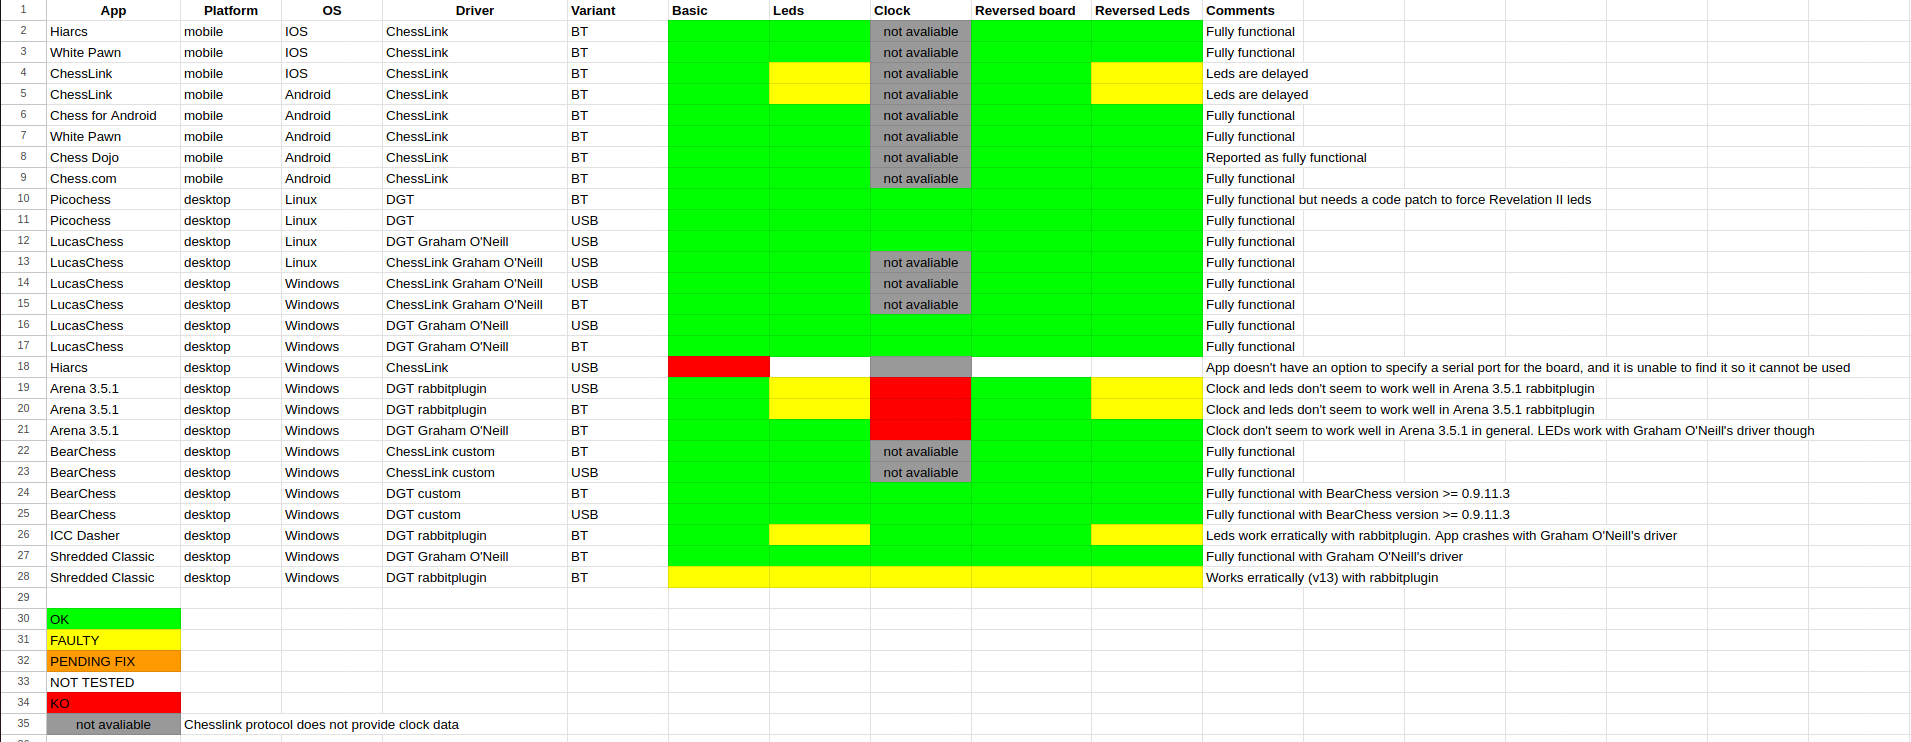 1 App Platform OS Driver Variant Basic Leds Clock Reversed board Reversed Leds Comments
2 Hiarcs mobile IOS ChessLink BT not avaliable Fully functional
3 White Pawn mobile IOS ChessLink BT not avaliable Fully functional
4 ChessLink mobile IOS ChessLink BT not avaliable Leds are delayed
5 ChessLink mobile Android ChessLink BT not avaliable Leds are delayed
6 Chess for Android mobile Android ChessLink BT not avaliable Fully functional
7 White Pawn mobile Android ChessLink BT not avaliable Fully functional
8 Chess Dojo mobile Android ChessLink BT not avaliable Reported as fully functional
9 Chess.com mobile Android ChessLink BT not avaliable Fully functional
10 Picochess desktop Linux DGT BT Fully functional but needs a code patch to force Revelation II leds
11 Picochess desktop Linux DGT USB Fully functional
12 LucasChess desktop Linux DGT Graham O'Neill USB Fully functional
13 LucasChess desktop Linux ChessLink Graham O'Neill USB not avaliable Fully functional
14 LucasChess desktop Windows ChessLink Graham O'Neill USB not avaliable Fully functional
15 LucasChess desktop Windows ChessLink Graham O'Neill BT not avaliable Fully functional
16 LucasChess desktop Windows DGT Graham O'Neill USB Fully functional
17 LucasChess desktop Windows DGT Graham O'Neill BT Fully functional
18 Hiarcs desktop Windows ChessLink USB App doesn't have an option to specify a serial port for the board, and it is unable to find it so it cannot be used
19 Arena 3.5.1 desktop Windows DGT rabbitplugin USB Clock and leds don't seem to work well in Arena 3.5.1 rabbitplugin
20 Arena 3.5.1 desktop Windows DGT rabbitplugin BT Clock and leds don't seem to work well in Arena 3.5.1 rabbitplugin
21 Arena 3.5.1 desktop Windows DGT Graham O'Neill BT Clock don't seem to work well in Arena 3.5.1 in general. LEDs work with Graham O'Neill's driver though
22 BearChess desktop Windows ChessLink custom BT not avaliable Fully functional
23 BearChess desktop Windows ChessLink custom USB not avaliable Fully functional
24 BearChess desktop Windows DGT custom BT Fully functional with BearChess version >= 0.9.11.3
25 BearChess desktop Windows DGT custom USB Fully functional with BearChess version >= 0.9.11.3
26 ICC Dasher desktop Windows DGT rabbitplugin BT Leds work erratically with rabbitplugin. App crashes with Graham O'Neill's driver
27 Shredded Classic desktop Windows DGT Graham O'Neill BT Fully functional with Graham O'Neill's driver
28 Shredded Classic desktop Windows DGT rabbitplugin BT Works erratically (v13) with rabbitplugin
29
30 OK
31 FAULTY
32 PENDING FIX
33 NOT TESTED
34 KO
35 not avaliable Chesslink protocol does not provide clock data